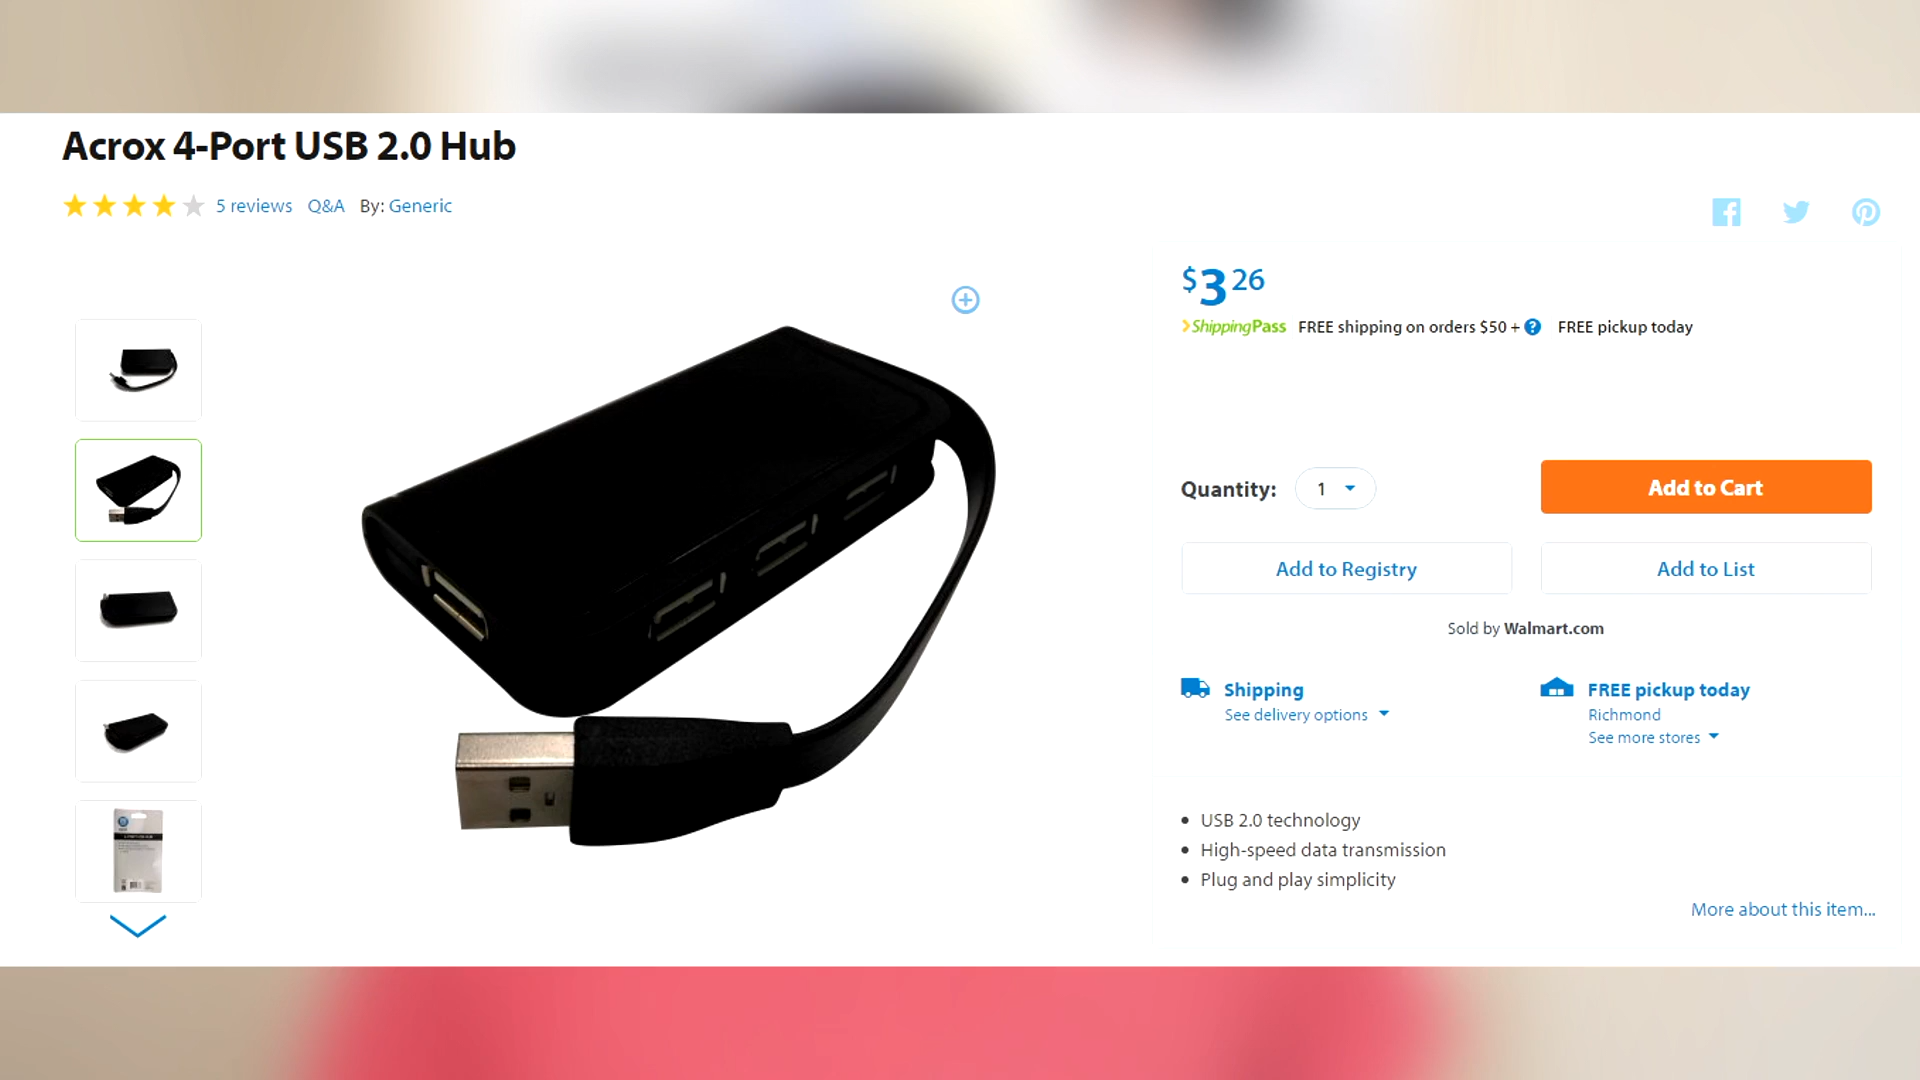 Acrox 4-Port USB 2.0 Hub
5 reviews Q&A By: Generic
$3 26
ShippingPass FREE shipping on orders $50 + ? FREE pickup today
Quantity: 1
Add to Cart
Add to Registry
Add to List
Sold by Walmart.com
Shipping
See delivery options
FREE pickup today
Richmond
See more stores
• USB 2.0 technology
• High-speed data transmission
• Plug and play simplicity
More about this item...